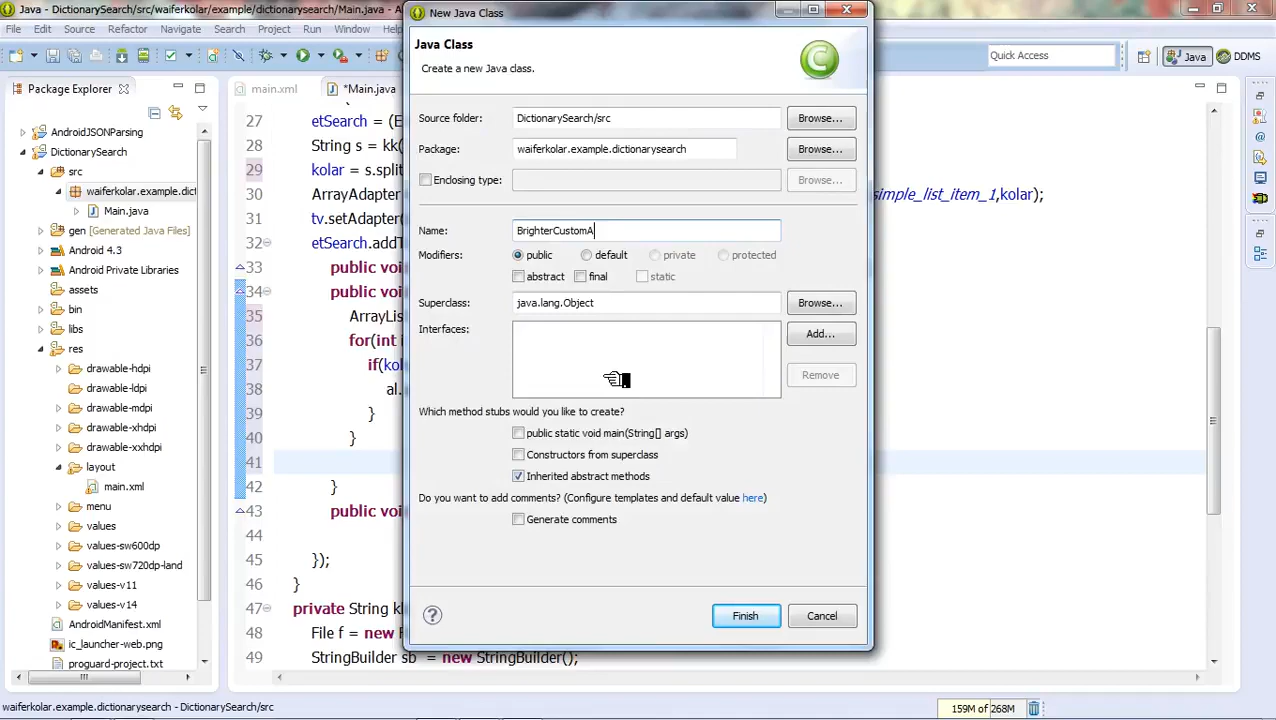 Java - DictionarySearch/src/waiferkolar/example/dictionarysearch/Main.java - A
New Java Class
File Edit Source Refactor
Search Project Run Window H
Quick Access
Java
DDMS
Package Explorer
main.xml
*Main.java
AndroidJSONParsing
DictionarySearch
src
waiferkolar.example.dict
Main.java
gen [Generated Java Files]
Android 4.3
Android Private Libraries
assets
bin
libs
res
drawable-hdpi
drawable-ldpi
drawable-mdpi
drawable-xhdpi
drawable-xxhdpi
layout
main.xml
menu
values
values-sw600dp
values-sw720dp-land
values-v11
values-v14
AndroidManifest.xml
ic_launcher-web.png
proguard-project.txt
27 etSearch = (E
28 String s = kk(
29 kolar = s.split
30 ArrayAdapter simple_list_item_1,kolar);
31 tv.setAdapter(
32 etSearch.addT
33 public voi
34 public voi
35 ArrayLis
36 for(int i
37 if(kol
38 al.
39 }
40 }
41
42 }
43 public voi
45 });
46 }
47 private String kk
48 File f = new F
49 StringBuilder sb = new StringBuilder();
Java Class
Create a new Java class.
Source folder: DictionarySearch/src Browse...
Package: waiferkolar.example.dictionarysearch Browse...
Enclosing type: Browse...
Name: BrighterCustomA
Modifiers: public default private protected
abstract final static
Superclass: java.lang.Object Browse...
Interfaces: Add...
Remove
Which method stubs would you like to create?
public static void main(String[] args)
Constructors from superclass
Inherited abstract methods
Do you want to add comments? (Configure templates and default value here)
Generate comments
Finish Cancel
waiferkolar.example.dictionarysearch - DictionarySearch/src
159M of 268M